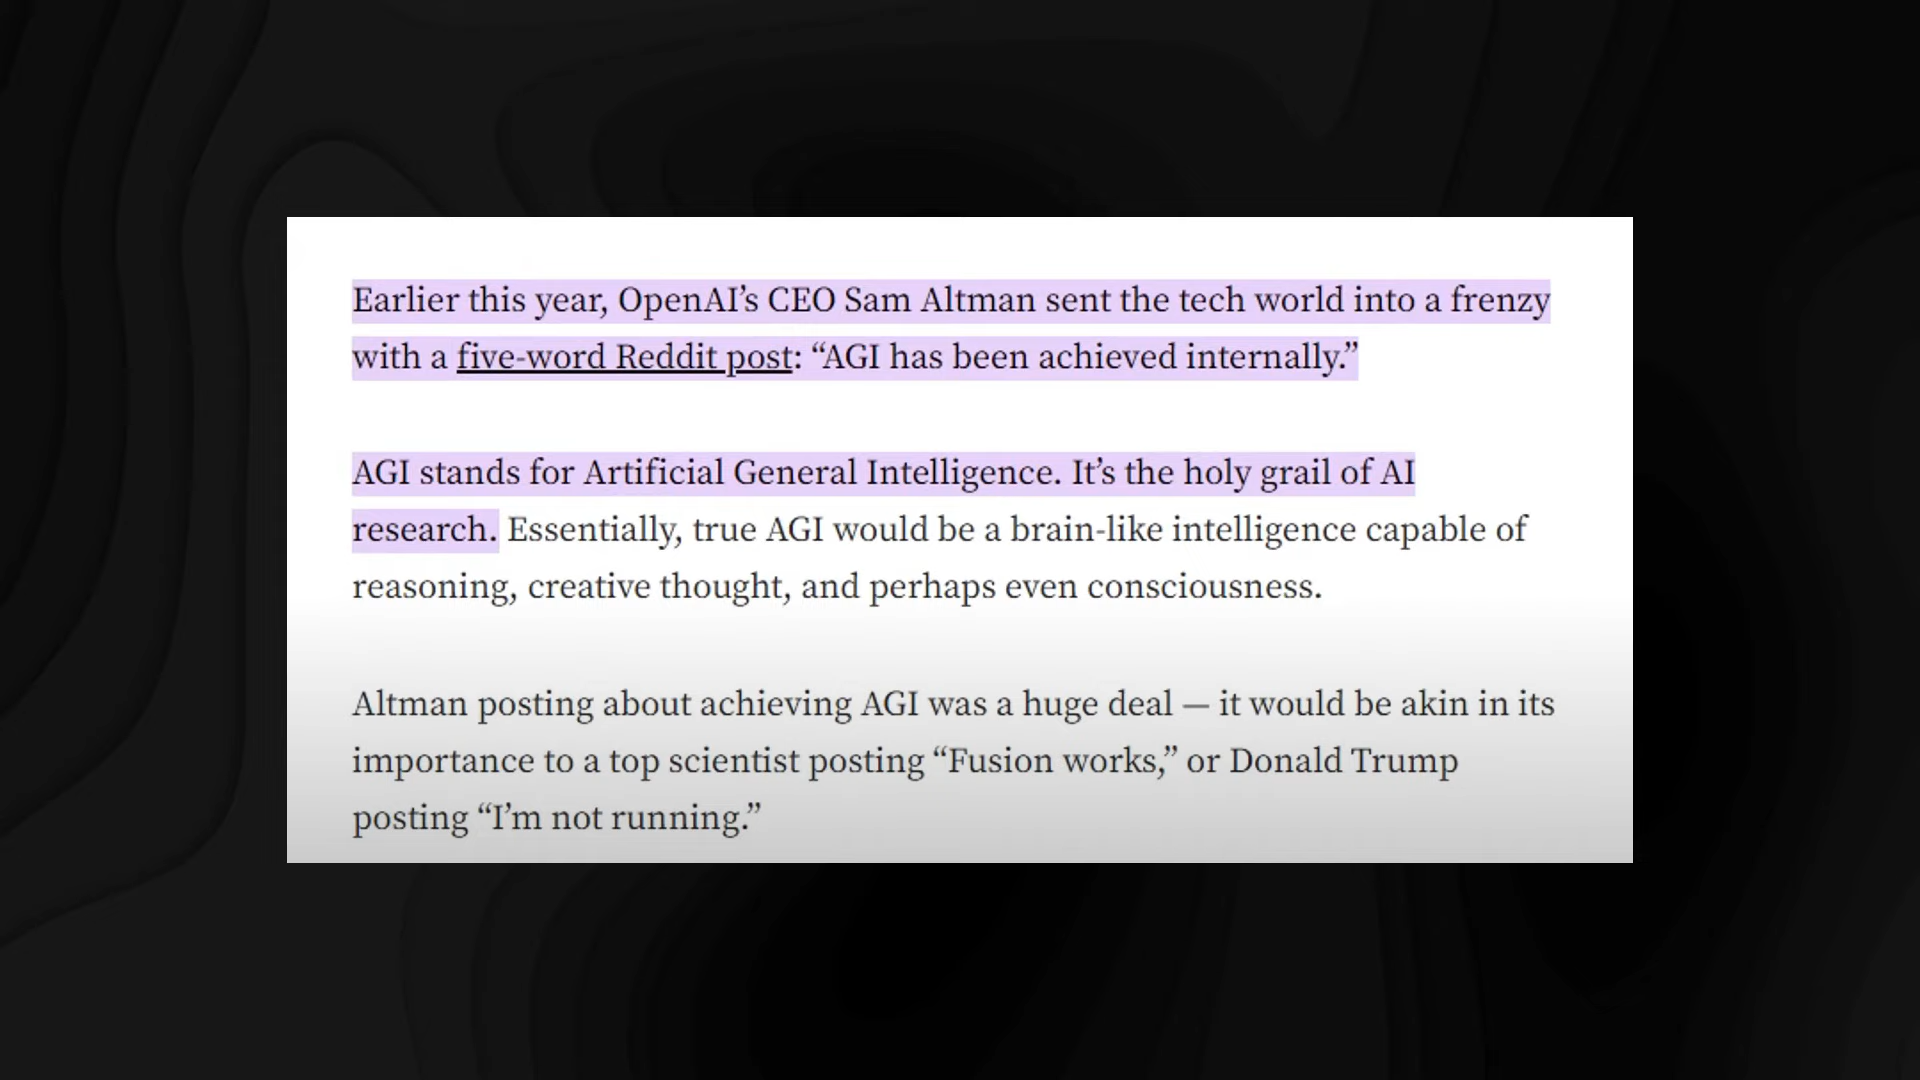 Earlier this year, OpenAI’s CEO Sam Altman sent the tech world into a frenzy
with a five-word Reddit post: “AGI has been achieved internally.”
AGI stands for Artificial General Intelligence. It’s the holy grail of AI
research. Essentially, true AGI would be a brain-like intelligence capable of
reasoning, creative thought, and perhaps even consciousness.
Altman posting about achieving AGI was a huge deal — it would be akin in its
importance to a top scientist posting “Fusion works,” or Donald Trump
posting “I’m not running.”